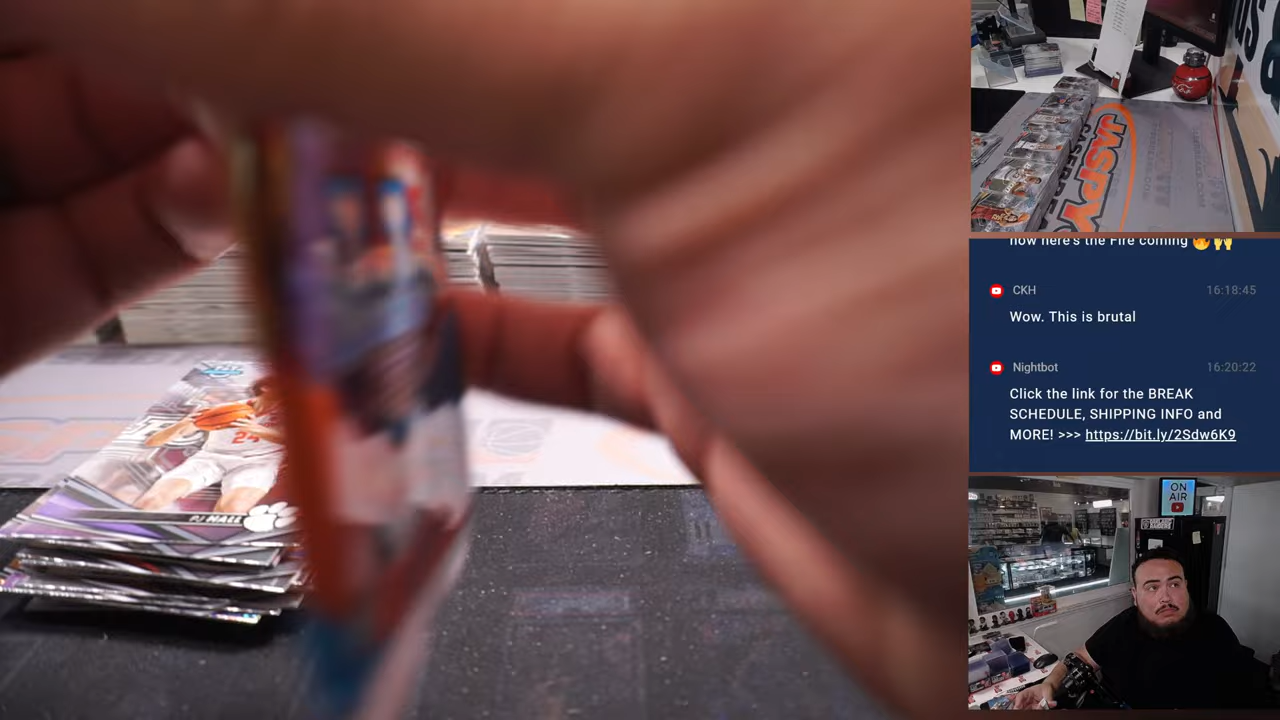 24
PJ HALL
JASPY
now here's the Fire coming 🔥🙌
CKH 16:18:45
Wow. This is brutal
Nightbot 16:20:22
Click the link for the BREAK
SCHEDULE, SHIPPING INFO and
MORE! >>> https://bit.ly/2Sdw6K9
ON
AIR